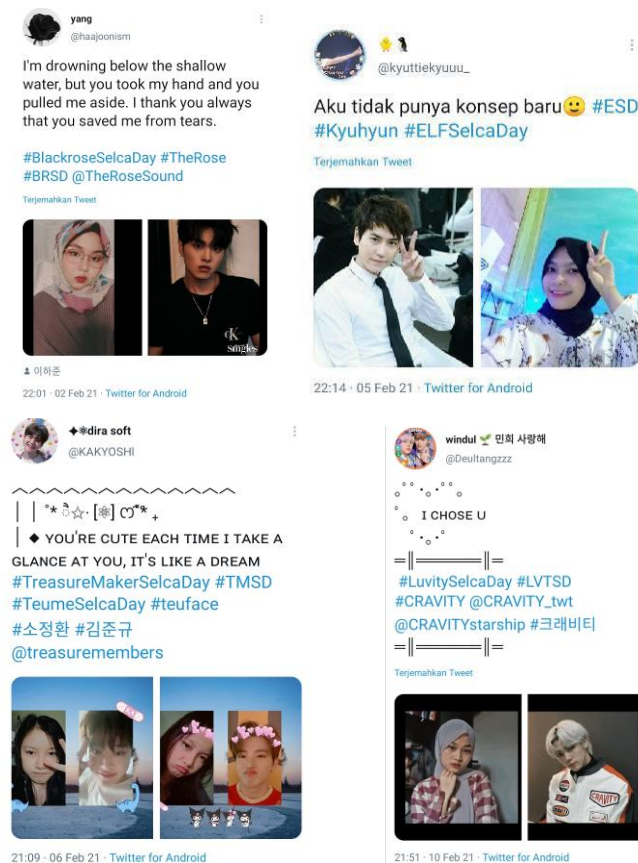 yang
@haajoonism
I'm drowning below the shallow
water, but you took my hand and you
pulled me aside. I thank you always
that you saved me from tears.
#BlackroseSelcaDay #TheRose
#BRSD @TheRoseSound
Terjemahkan Tweet
cK
Singles
이하준
22:01 · 02 Feb 21 · Twitter for Android
🐥🐧
@kyuttiekyuuu_
Aku tidak punya konsep baru🙂 #ESD
#Kyuhyun #ELFSelcaDay
Terjemahkan Tweet
22:14 · 05 Feb 21 · Twitter for Android
✦❃dira soft
@KAKYOSHI
◆ YOU'RE CUTE EACH TIME I TAKE A
GLANCE AT YOU, IT'S LIKE A DREAM
#TreasureMakerSelcaDay #TMSD
#TeumeSelcaDay #teuface
#소정환 #김준규
@treasuremembers
21:09 · 06 Feb 21 · Twitter for Android
windul 🌱 민희 사랑해
@Deultangzzz
I CHOSE U
#LuvitySelcaDay #LVTSD
#CRAVITY @CRAVITY_twt
@CRAVITYstarship #크래비티
Terjemahkan Tweet
CRAVITY
21:51 · 10 Feb 21 · Twitter for Android